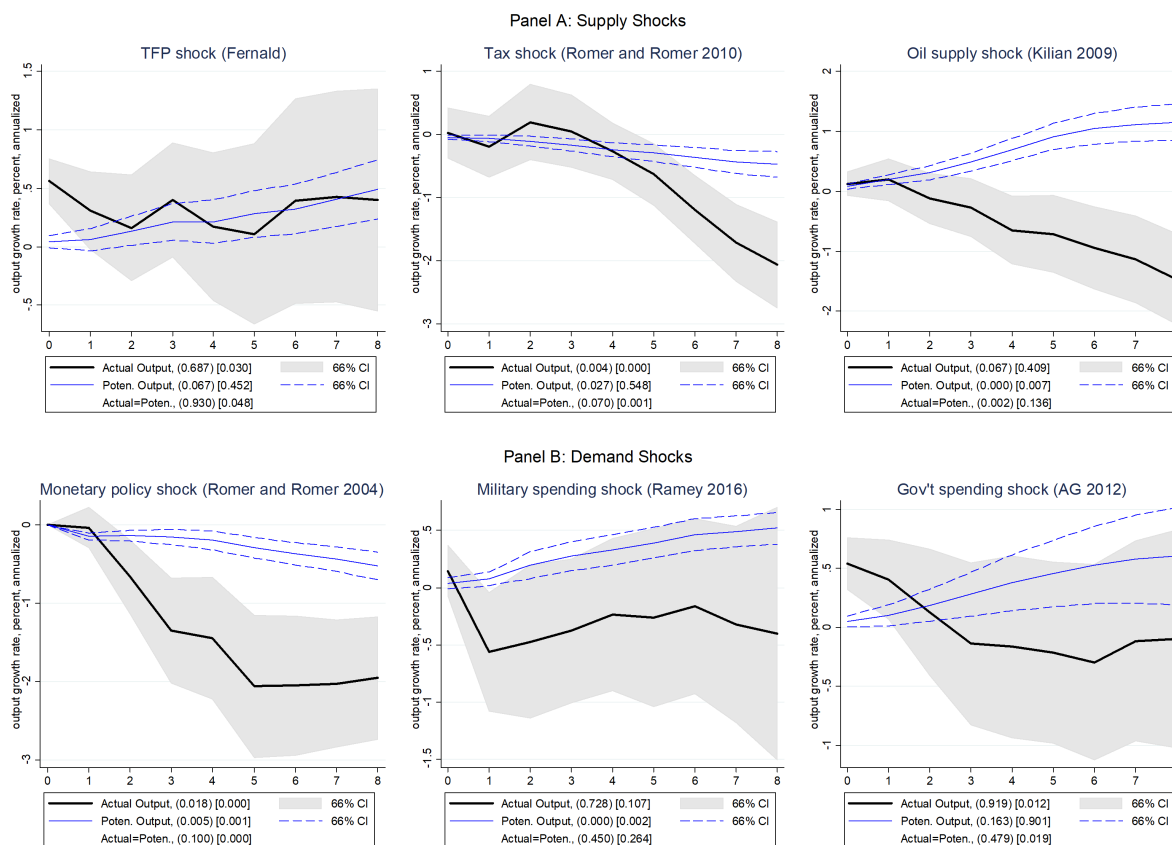 Panel A: Supply Shocks
TFP shock (Fernald)
output growth rate, percent, annualized
1.5
1
.5
0
-.5
0 1 2 3 4 5 6 7 8
Actual Output, (0.687) [0.030] 66% CI
Poten. Output, (0.067) [0.452] 66% CI
Actual=Poten., (0.930) [0.048]
Tax shock (Romer and Romer 2010)
output growth rate, percent, annualized
1
0
-1
-2
-3
0 1 2 3 4 5 6 7 8
Actual Output, (0.004) [0.000] 66% CI
Poten. Output, (0.027) [0.548] 66% CI
Actual=Poten., (0.070) [0.001]
Oil supply shock (Kilian 2009)
output growth rate, percent, annualized
2
1
0
-1
-2
0 1 2 3 4 5 6 7 8
Actual Output, (0.067) [0.409] 66% CI
Poten. Output, (0.000) [0.007] 66% CI
Actual=Poten., (0.002) [0.136]
Panel B: Demand Shocks
Monetary policy shock (Romer and Romer 2004)
output growth rate, percent, annualized
0
-1
-2
-3
0 1 2 3 4 5 6 7 8
Actual Output, (0.018) [0.000] 66% CI
Poten. Output, (0.005) [0.001] 66% CI
Actual=Poten., (0.100) [0.000]
Military spending shock (Ramey 2016)
output growth rate, percent, annualized
.5
0
-.5
-1
-1.5
0 1 2 3 4 5 6 7 8
Actual Output, (0.728) [0.107] 66% CI
Poten. Output, (0.000) [0.002] 66% CI
Actual=Poten., (0.450) [0.264]
Gov't spending shock (AG 2012)
output growth rate, percent, annualized
1
.5
0
-.5
-1
0 1 2 3 4 5 6 7 8
Actual Output, (0.919) [0.012] 66% CI
Poten. Output, (0.163) [0.901] 66% CI
Actual=Poten., (0.479) [0.019]